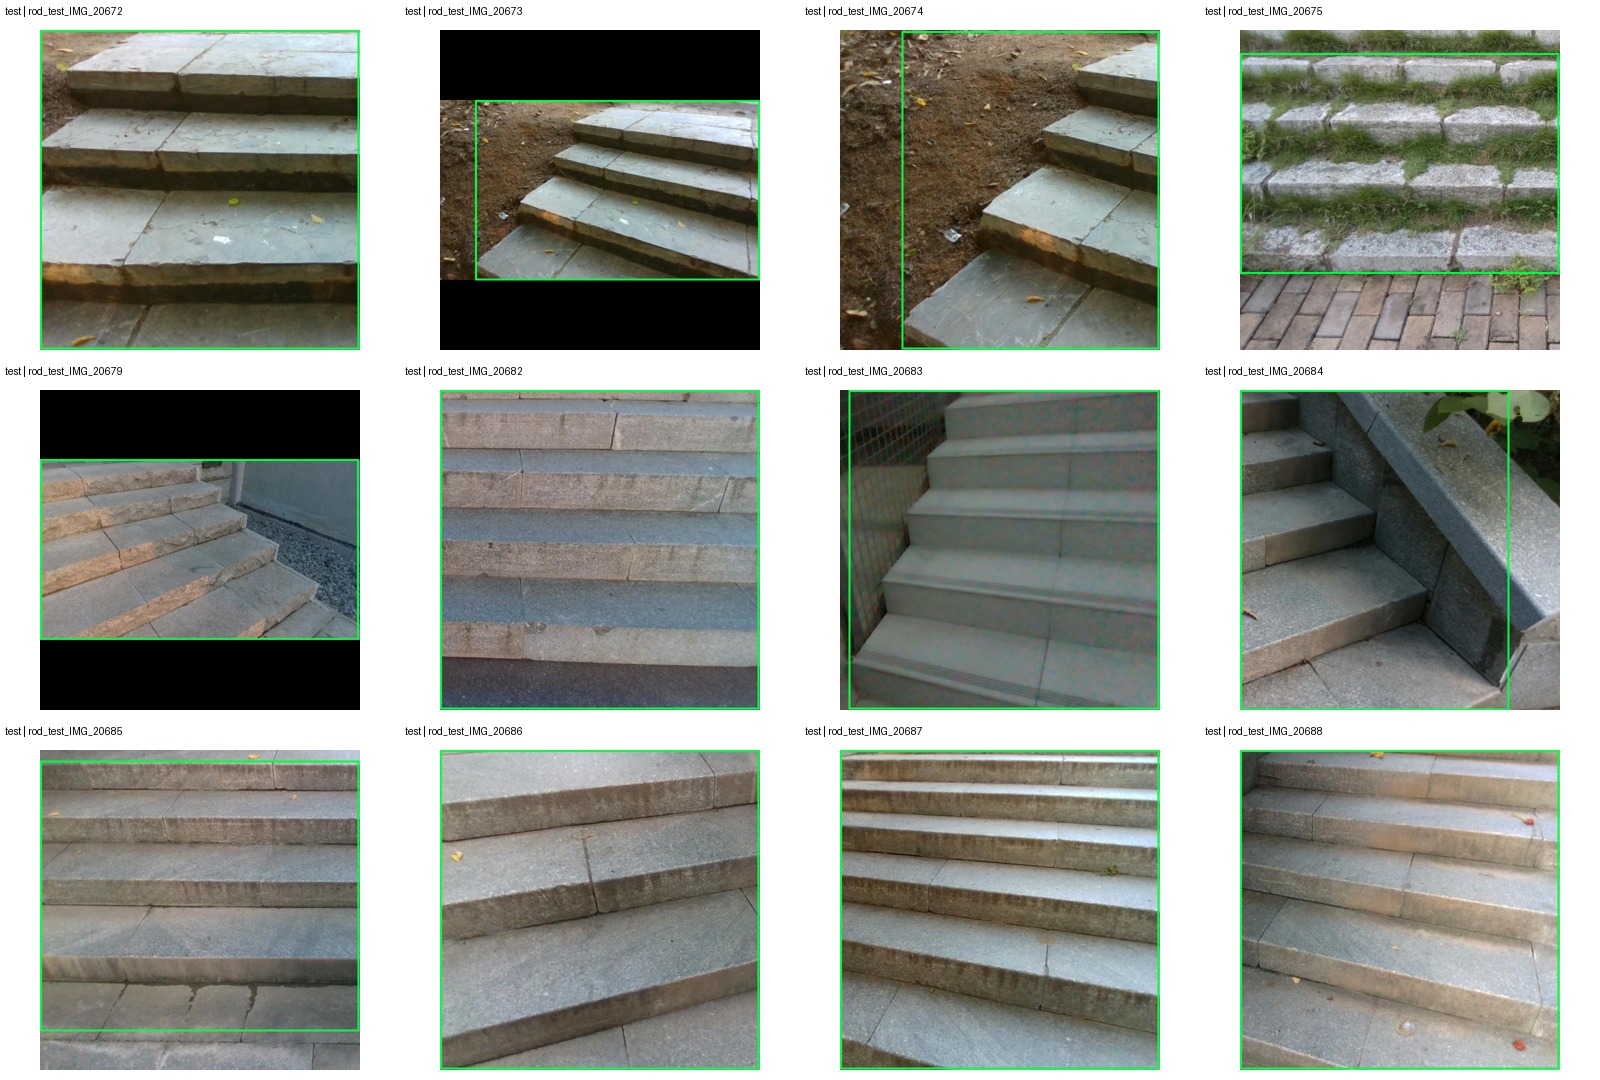 test | rod_test_IMG_20672
test | rod_test_IMG_20673
test | rod_test_IMG_20674
test | rod_test_IMG_20675
test | rod_test_IMG_20679
test | rod_test_IMG_20682
test | rod_test_IMG_20683
test | rod_test_IMG_20684
test | rod_test_IMG_20685
test | rod_test_IMG_20686
test | rod_test_IMG_20687
test | rod_test_IMG_20688